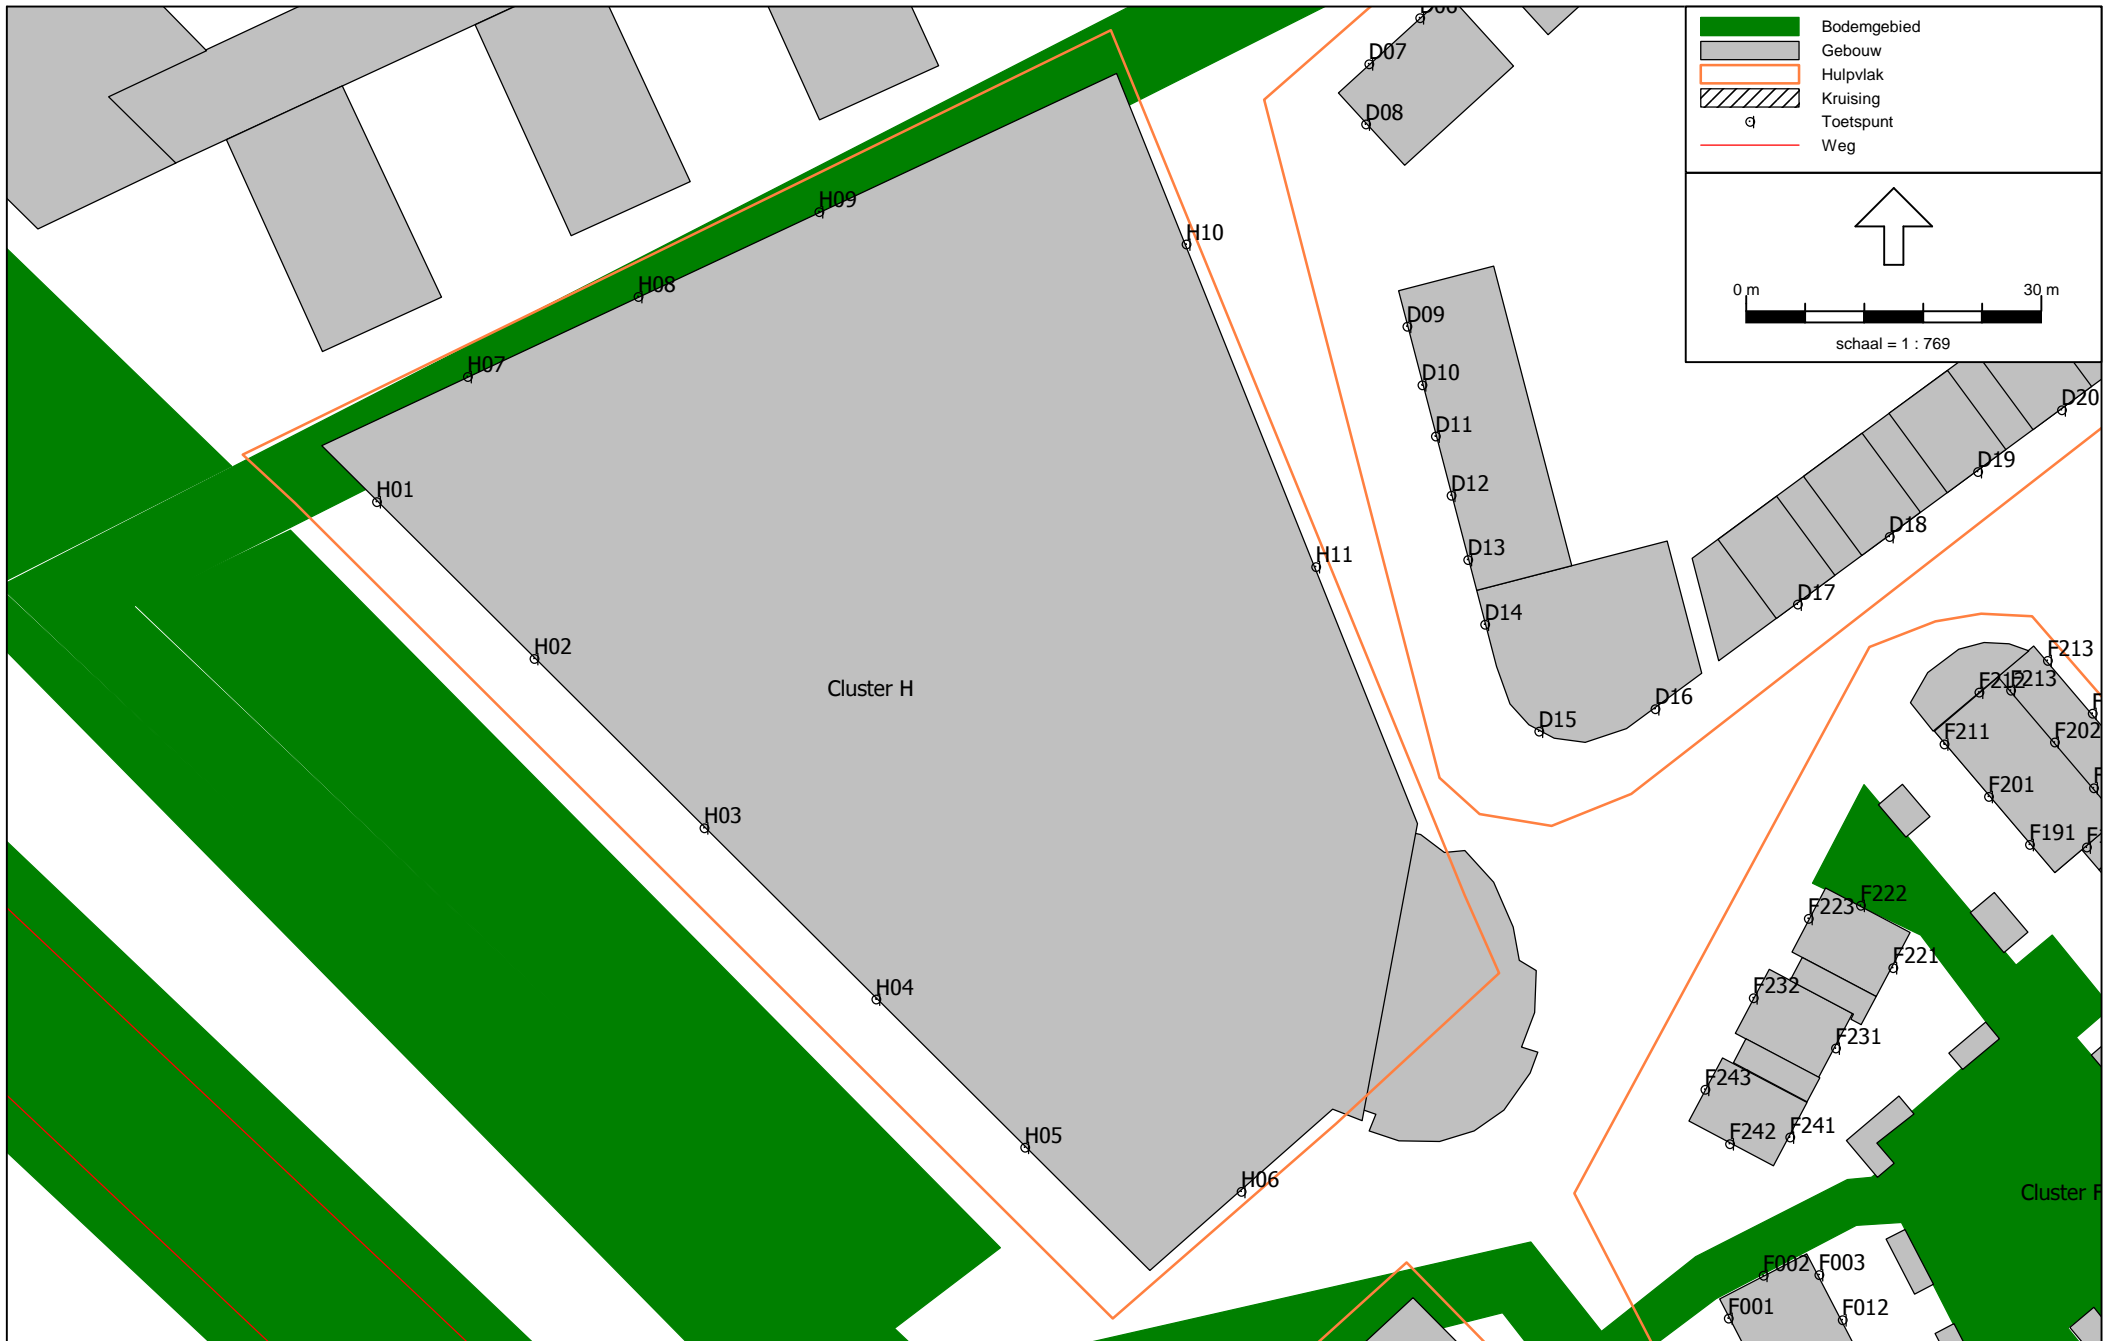 D06
Bodemgebied
Gebouw
D07
Hulpvlak
Kruising
D08
Toetspunt
Weg
H09
H10
H08
0 m
30 m
D09
schaal = 1 : 769
H07
D10
D20
D11
D19
H01
D12
D18
H11
D13
D17
D14
H02
F213
Cluster H
F212
F213
D16
D15
F211
F202
F201
H03
F191
F222
F223
F221
H04
F232
F231
F243
H05
F242
F241
H06
Cluster F
F002
F003
F001
F012